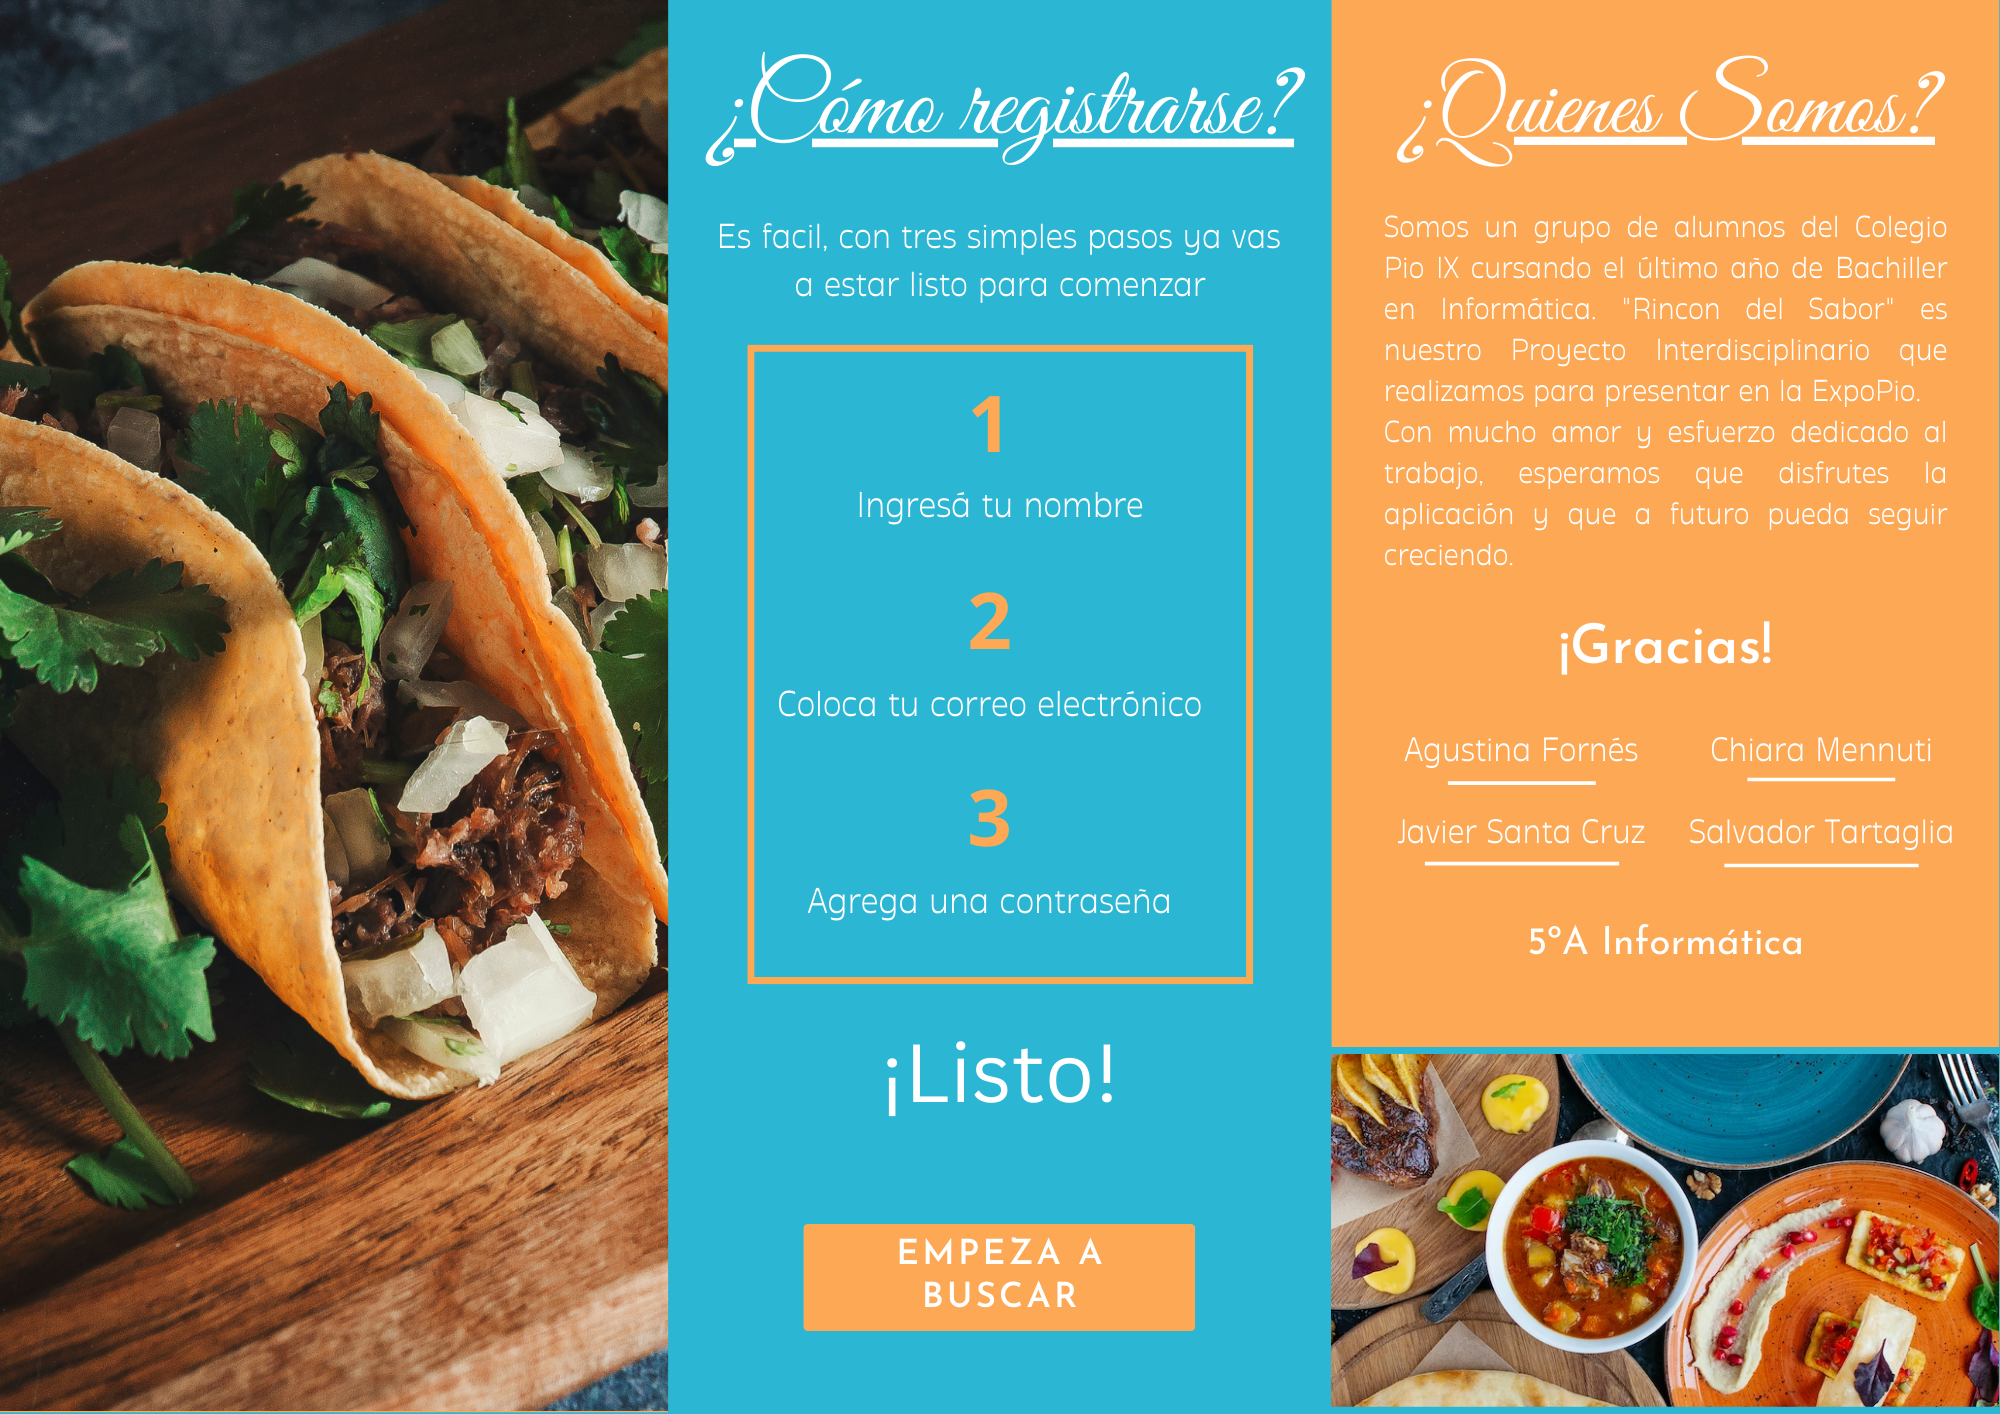 ¿Cómo registrarse?
Es facil, con tres simples pasos ya vas
a estar listo para comenzar
1
Ingresá tu nombre
2
Coloca tu correo electrónico
3
Agrega una contraseña
¡Listo!
EMPEZA A
BUSCAR
¿Quienes Somos?
Somos un grupo de alumnos del Colegio
Pio IX cursando el último año de Bachiller
en Informática. "Rincon del Sabor" es
nuestro Proyecto Interdisciplinario que
realizamos para presentar en la ExpoPio.
Con mucho amor y esfuerzo dedicado al
trabajo, esperamos que disfrutes la
aplicación y que a futuro pueda seguir
creciendo.
¡Gracias!
Agustina Fornés
Chiara Mennuti
Javier Santa Cruz
Salvador Tartaglia
5°A Informática